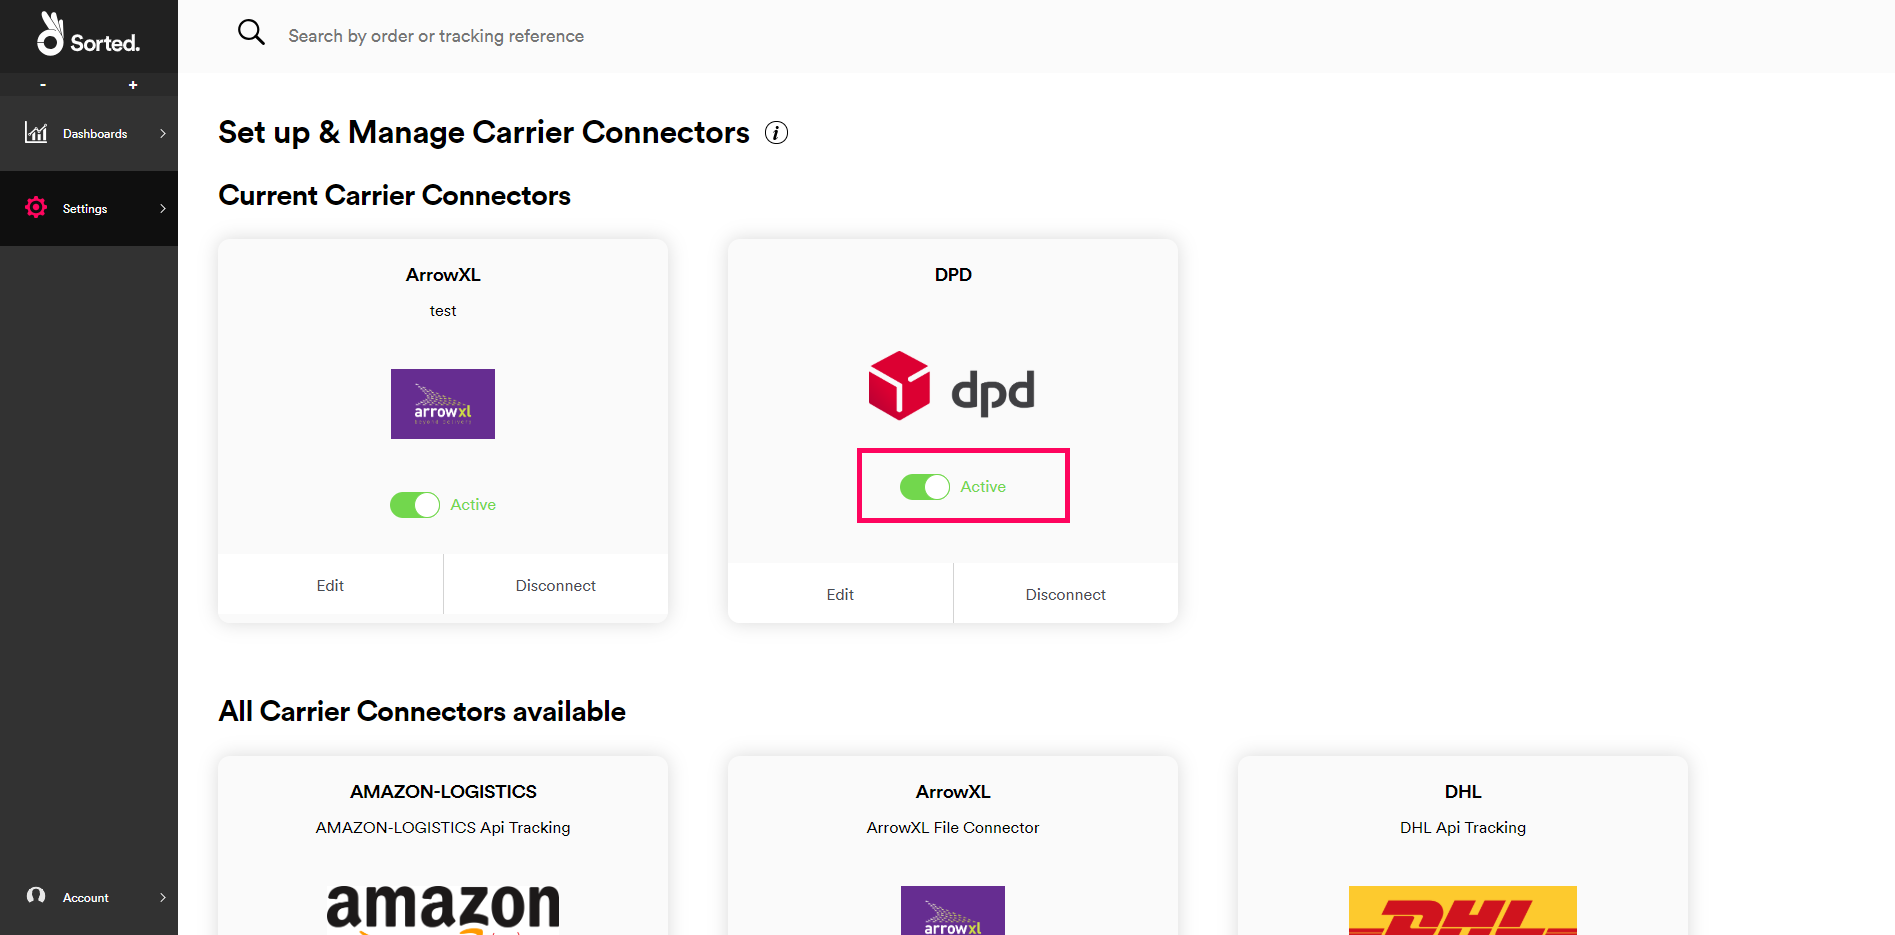 Sorted.
Search by order or tracking reference
- +
Dashboards
Settings
Set up & Manage Carrier Connectors i
Current Carrier Connectors
ArrowXL
test
arrowxl
Active
Edit
Disconnect
DPD
dpd
Active
Edit
Disconnect
All Carrier Connectors available
AMAZON-LOGISTICS
AMAZON-LOGISTICS Api Tracking
amazon
ArrowXL
ArrowXL File Connector
arrowxl
DHL
DHL Api Tracking
DHL
Account